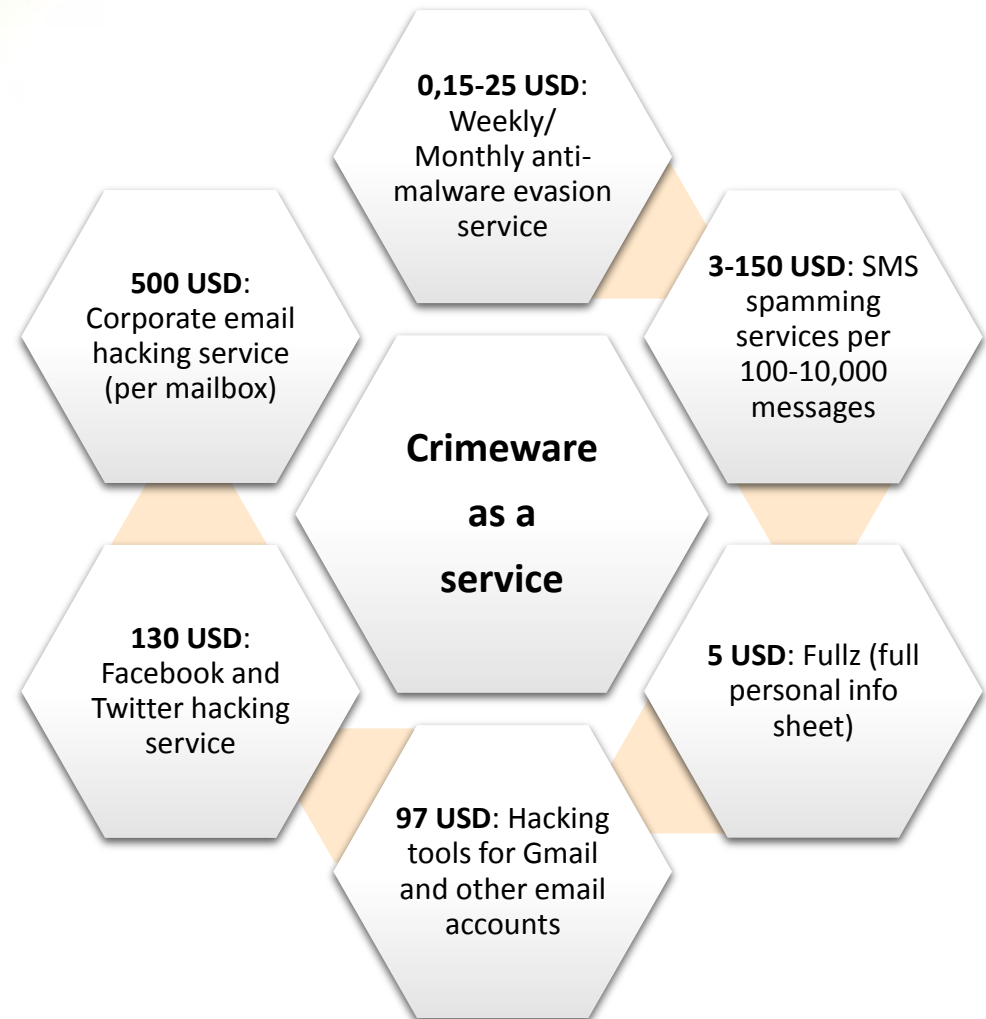 0,15-25 USD:
Weekly/
Monthly anti-
malware evasion
service
3-150 USD: SMS
spamming
services per
100-10,000
messages
5 USD: Fullz (full
personal info
sheet)
97 USD: Hacking
tools for Gmail
and other email
accounts
130 USD:
Facebook and
Twitter hacking
service
500 USD:
Corporate email
hacking service
(per mailbox)
Crimeware
as a
service